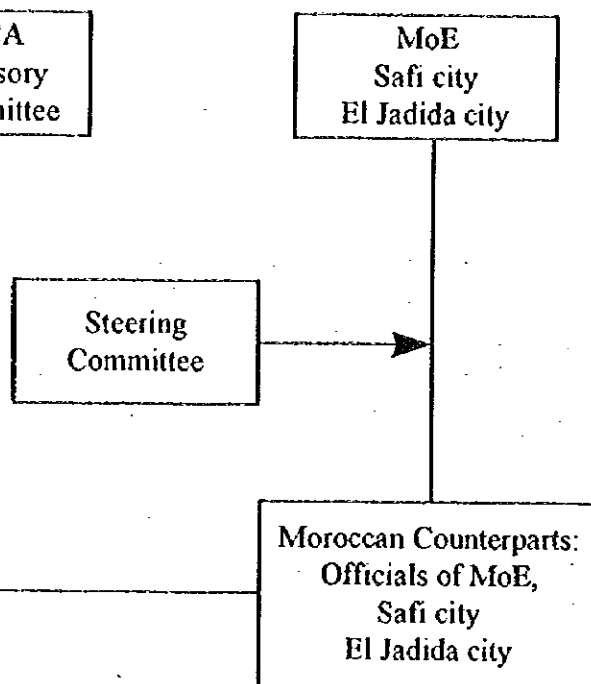 MoE
Safi city
El Jadida city
Steering
Committee
Moroccan Counterparts:
Officials of MoE,
Safi city
El Jadida city